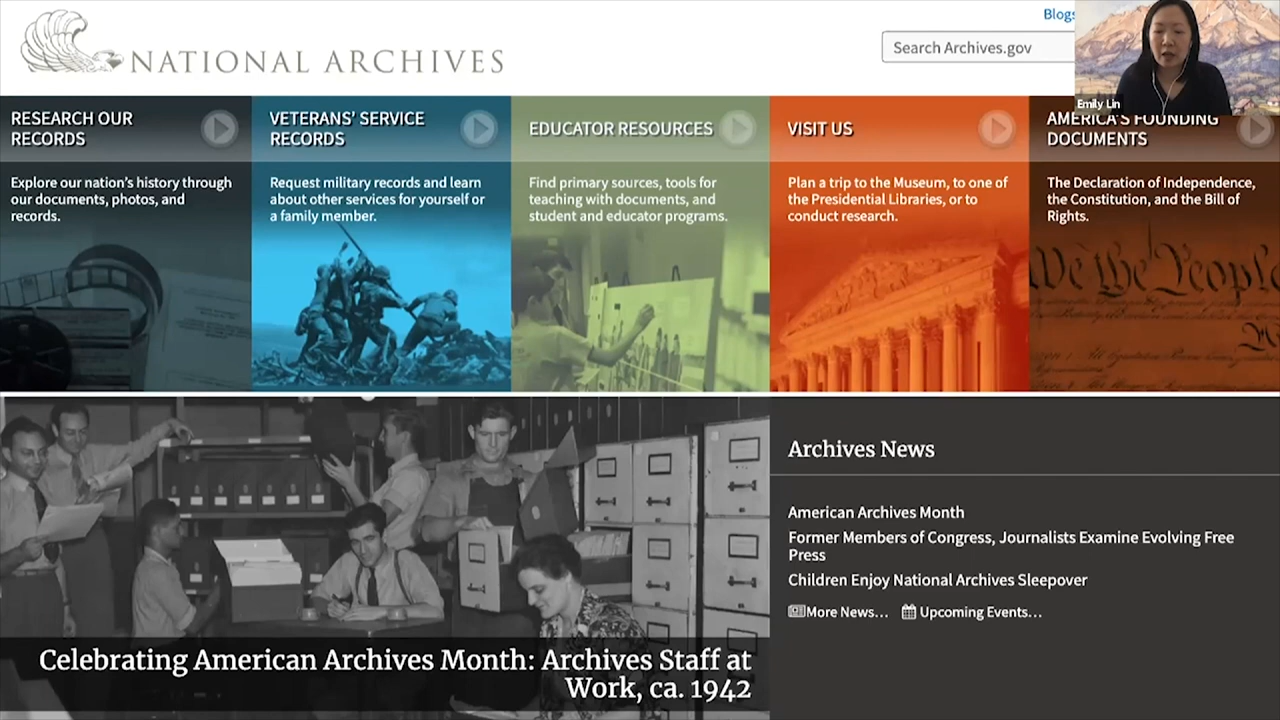 Blogs
NATIONAL ARCHIVES
Search Archives.gov
Emily Lin
RESEARCH OUR
RECORDS
Explore our nation's history through
our documents, photos, and
records.
VETERANS' SERVICE
RECORDS
Request military records and learn
about other services for yourself or
a family member.
EDUCATOR RESOURCES
Find primary sources, tools for
teaching with documents, and
student and educator programs.
VISIT US
Plan a trip to the Museum, to one of
the Presidential Libraries, or to
conduct research.
AMERICA'S FOUNDING
DOCUMENTS
The Declaration of Independence,
the Constitution, and the Bill of
Rights.
We the People
Celebrating American Archives Month: Archives Staff at
Work, ca. 1942
Archives News
American Archives Month
Former Members of Congress, Journalists Examine Evolving Free
Press
Children Enjoy National Archives Sleepover
More News... Upcoming Events...